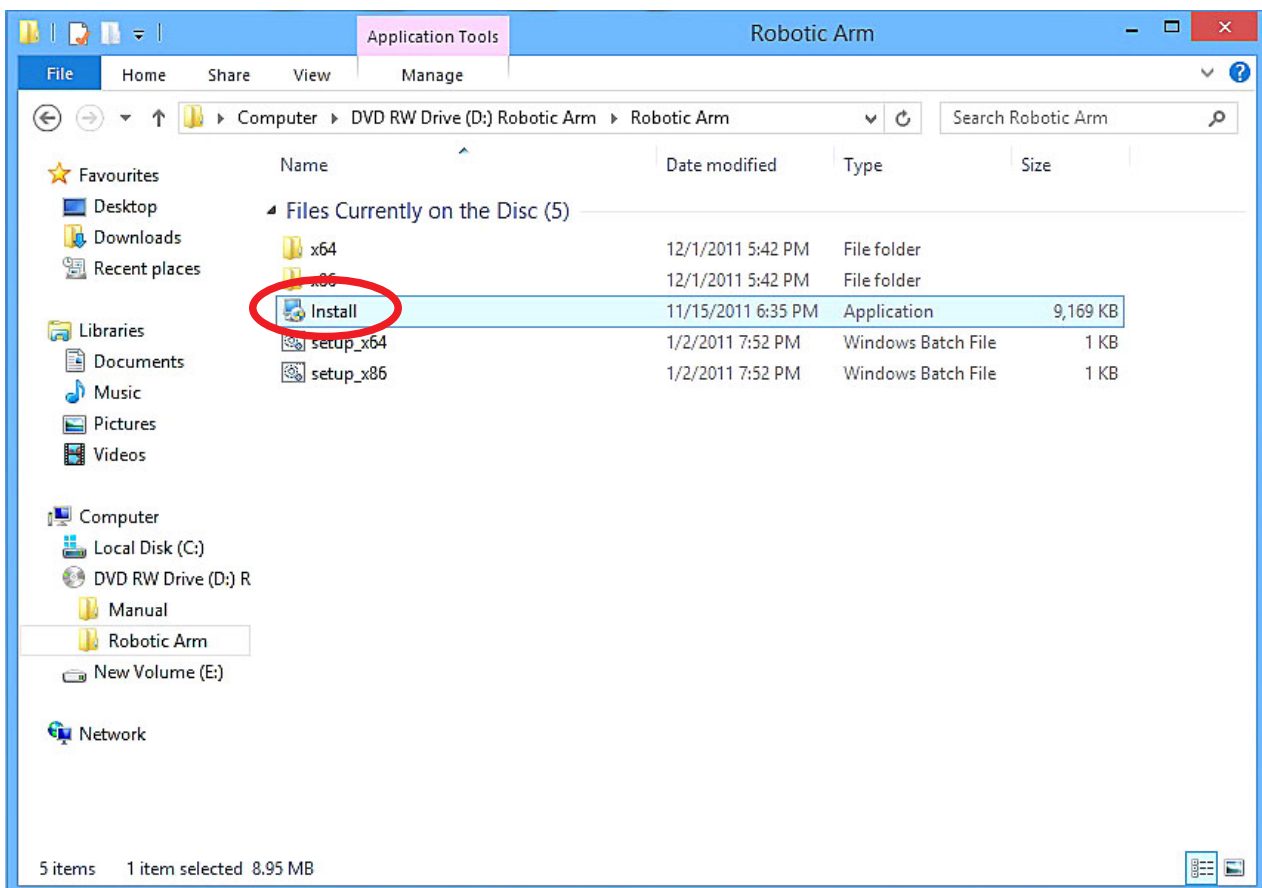 Application Tools
Robotic Arm
File Home Share View Manage
Computer DVD RW Drive (D:) Robotic Arm Robotic Arm
Search Robotic Arm
Name Date modified Type Size
Files Currently on the Disc (5)
x64 12/1/2011 5:42 PM File folder
x86 12/1/2011 5:42 PM File folder
Install 11/15/2011 6:35 PM Application 9,169 KB
setup_x64 1/2/2011 7:52 PM Windows Batch File 1 KB
setup_x86 1/2/2011 7:52 PM Windows Batch File 1 KB
Favourites
Desktop
Downloads
Recent places
Libraries
Documents
Music
Pictures
Videos
Computer
Local Disk (C:)
DVD RW Drive (D:) R
Manual
Robotic Arm
New Volume (E:)
Network
5 items 1 item selected 8.95 MB